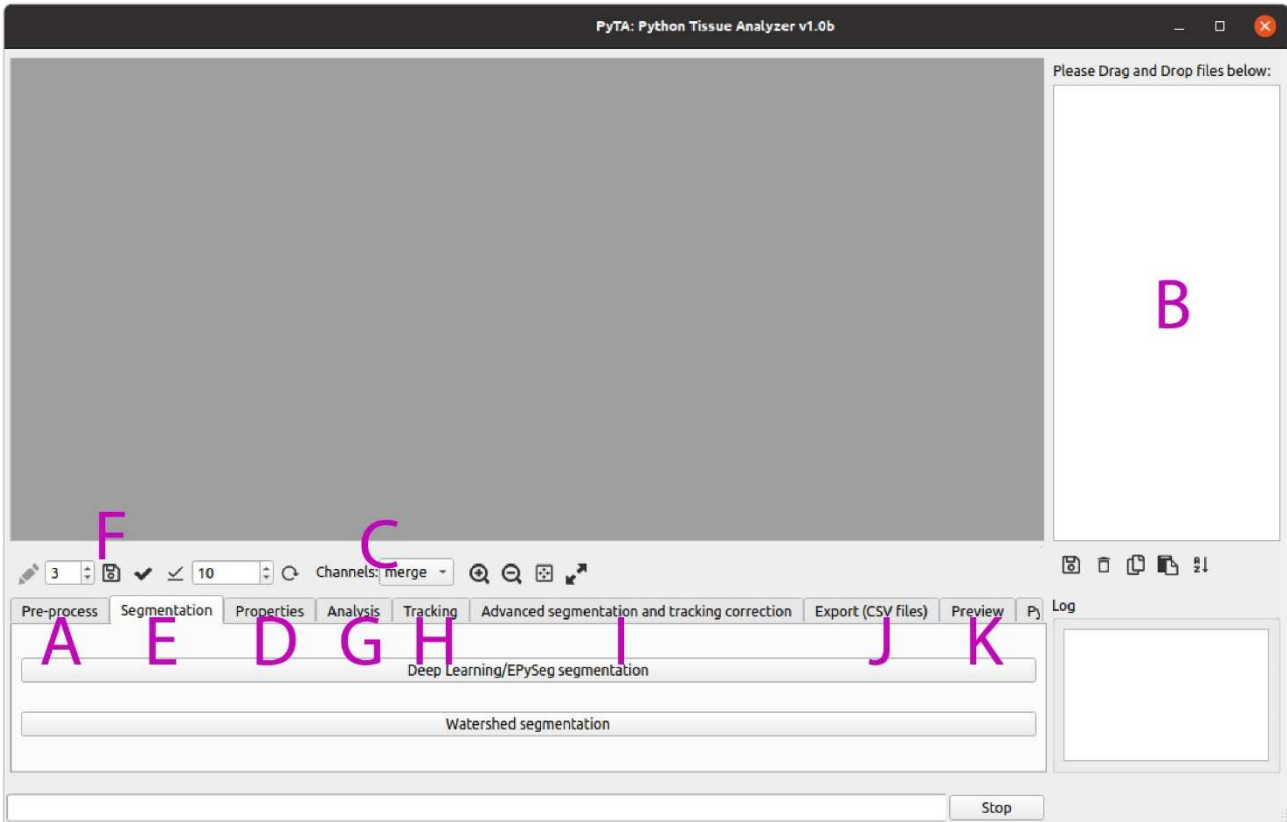 PyTA: Python Tissue Analyzer v1.0b
Please Drag and Drop files below:
B
F
C
3
10
Channels: merge
Pre-process Segmentation Properties Analysis Tracking Advanced segmentation and tracking correction Export (CSV files) Preview Py
Log
A E D G H I J K
Deep Learning/EPySeg segmentation
Watershed segmentation
Stop